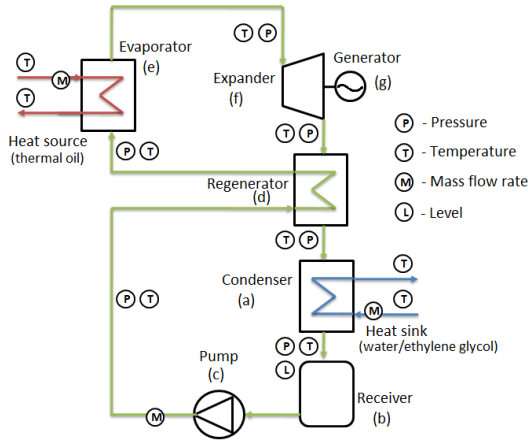 T P
Evaporator
(e)
Generator
(g)
Expander
(f)
T
M
T
Heat source
(thermal oil)
P T
T P
P - Pressure
T - Temperature
M - Mass flow rate
L - Level
Regenerator
(d)
T P
Condenser
(a)
T
T
M
Heat sink
(water/ethylene glycol)
P T
P T
L
Pump
(c)
M
Receiver
(b)